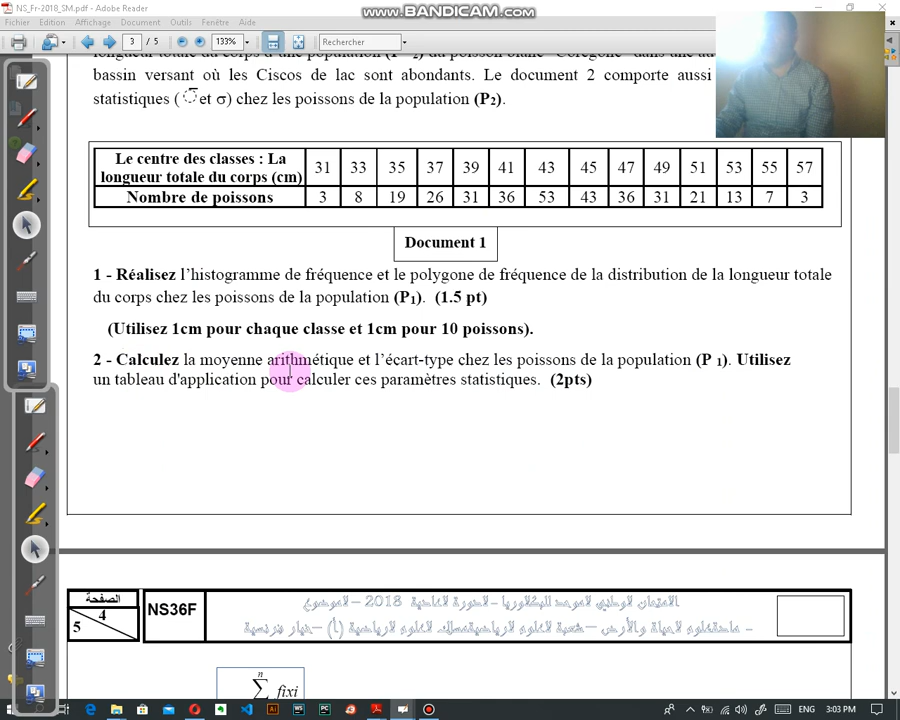 NS_Fr-2018_SM.pdf - Adobe Reader
www.BANDICAM.com
Fichier Edition Affichage Document Outils Fenêtre Aide
3 / 5 133% Rechercher
bassin versant où les Ciscos de lac sont abondants. Le document 2 comporte aussi
statistiques ( et σ) chez les poissons de la population (P2).
Le centre des classes : La longueur totale du corps (cm) 31 33 35 37 39 41 43 45 47 49 51 53 55 57
Nombre de poissons 3 8 19 26 31 36 53 43 36 31 21 13 7 3
Document 1
1 - Réalisez l'histogramme de fréquence et le polygone de fréquence de la distribution de la longueur totale
du corps chez les poissons de la population (P1). (1.5 pt)
(Utilisez 1cm pour chaque classe et 1cm pour 10 poissons).
2 - Calculez la moyenne arithmétique et l'écart-type chez les poissons de la population (P 1). Utilisez
un tableau d'application pour calculer ces paramètres statistiques. (2pts)
الصفحة
4
5
NS36F
n
∑ fixi
ENG 3:03 PM